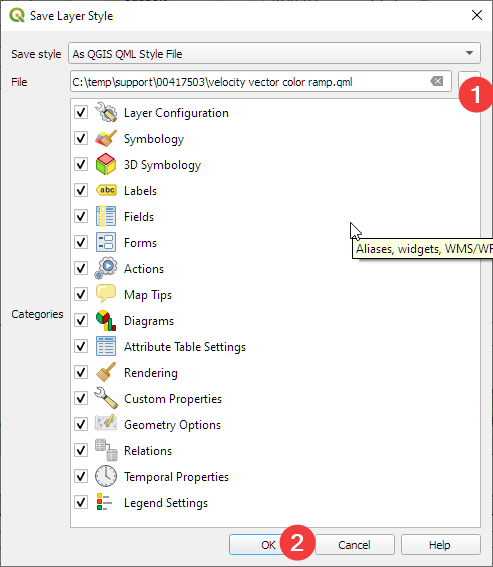 Save Layer Style
Save style As QGIS QML Style File
File C:\temp\support\00417503\velocity vector color ramp.qml
1
Layer Configuration
Symbology
3D Symbology
abc Labels
Fields
Forms
Aliases, widgets, WMS/WF
Actions
Map Tips
Categories
Diagrams
Attribute Table Settings
Rendering
Custom Properties
Geometry Options
Relations
Temporal Properties
Legend Settings
OK 2 Cancel Help